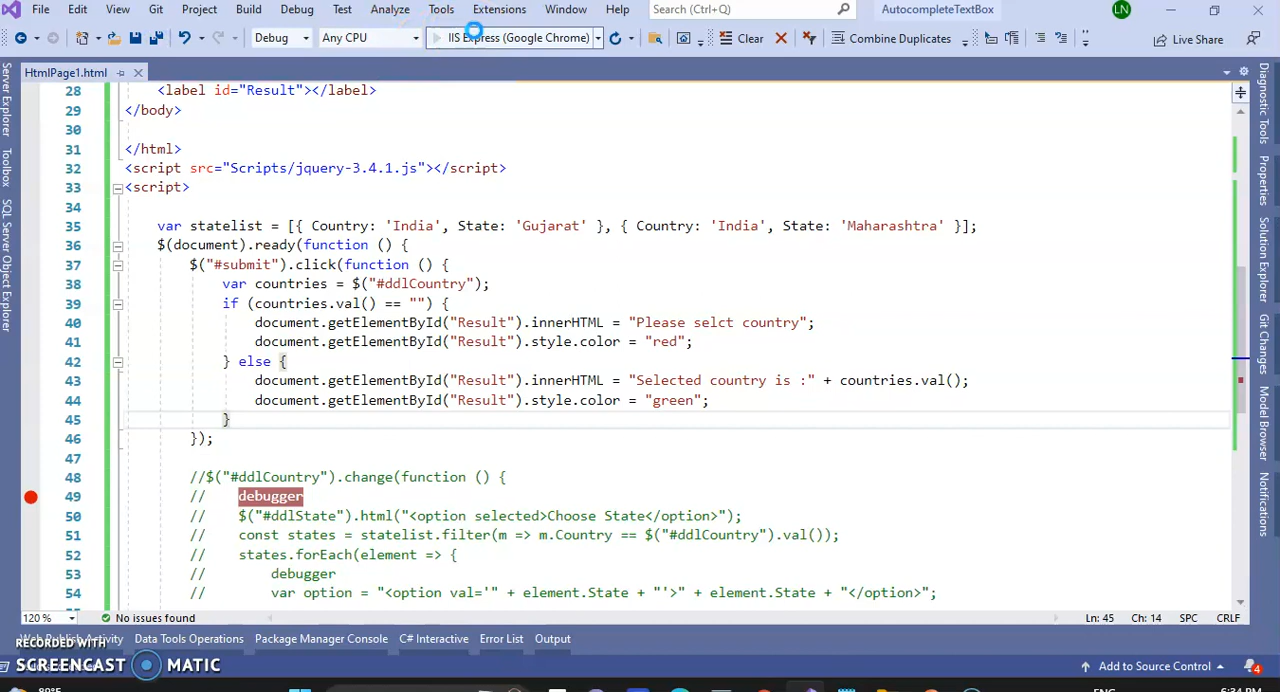 File Edit View Git Project Build Debug Test Analyze Tools Extensions Window Help Search (Ctrl+Q) AutocompleteTextBox LN
Debug Any CPU IIS Express (Google Chrome) Clear Combine Duplicates Live Share
HtmlPage1.html
28 <label id="Result"></label>
29 </body>
30
31 </html>
32 <script src="Scripts/jquery-3.4.1.js"></script>
33 <script>
34
35 var statelist = [{ Country: 'India', State: 'Gujarat' }, { Country: 'India', State: 'Maharashtra' }];
36 $(document).ready(function () {
37 $("#submit").click(function () {
38 var countries = $("#ddlCountry");
39 if (countries.val() == "") {
40 document.getElementById("Result").innerHTML = "Please selct country";
41 document.getElementById("Result").style.color = "red";
42 } else {
43 document.getElementById("Result").innerHTML = "Selected country is :" + countries.val();
44 document.getElementById("Result").style.color = "green";
45 }
46 });
47
48 //$("#ddlCountry").change(function () {
49 // debugger
50 // $("#ddlState").html("<option selected>Choose State</option>");
51 // const states = statelist.filter(m => m.Country == $("#ddlCountry").val());
52 // states.forEach(element => {
53 // debugger
54 // var option = "<option val='" + element.State + "'>" + element.State + "</option>";
Server Explorer
Toolbox
SQL Server Object Explorer
Diagnostic Tools
Properties
Solution Explorer
Git Changes
Model Browser
Notifications
120 % No issues found Ln: 45 Ch: 14 SPC CRLF
Web Publish Activity Data Tools Operations Package Manager Console C# Interactive Error List Output
RECORDED WITH
SCREENCAST MATIC
Add to Source Control 4